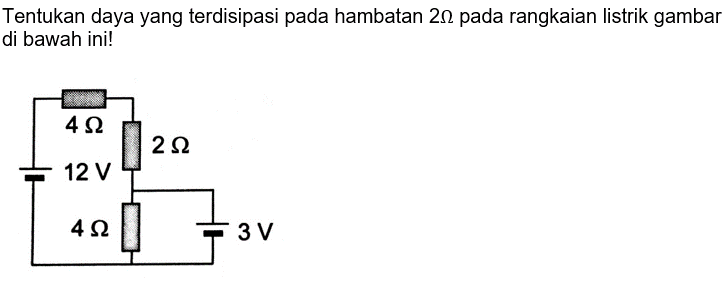 Tentukan daya yang terdisipasi pada hambatan 2Ω pada rangkaian listrik gambar
di bawah ini!
4 Ω
2 Ω
12 V
4 Ω
3 V